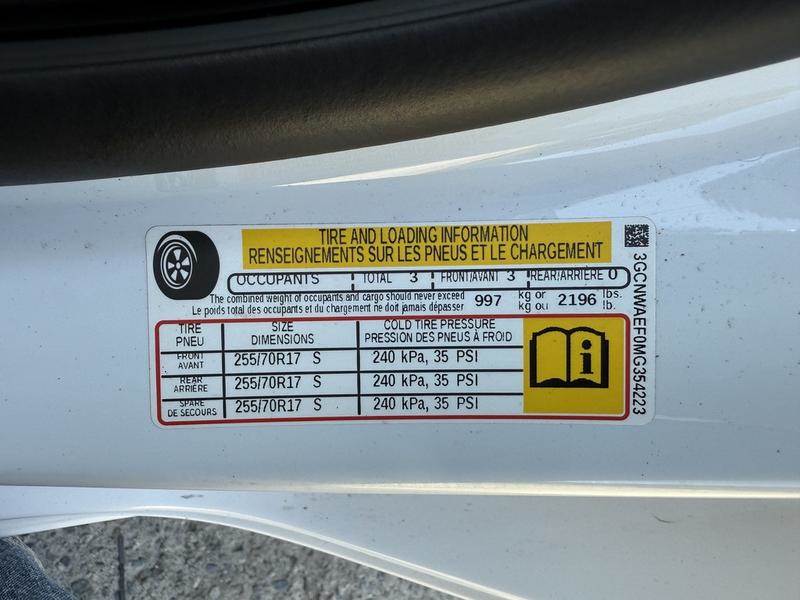 TIRE AND LOADING INFORMATION
RENSEIGNEMENTS SUR LES PNEUS ET LE CHARGEMENT
OCCUPANTS TOTAL 3 FRONT/AVANT 3 REAR/ARRIÈRE 0
The combined weight of occupants and cargo should never exceed 997 kg or 2196 lbs.
Le poids total des occupants et du chargement ne doit jamais dépasser kg ou lb.
TIRE SIZE COLD TIRE PRESSURE
PNEU DIMENSIONS PRESSION DES PNEUS À FROID
FRONT
AVANT 255/70R17 S 240 kPa, 35 PSI
REAR
ARRIÈRE 255/70R17 S 240 kPa, 35 PSI
SPARE
DE SECOURS 255/70R17 S 240 kPa, 35 PSI
3GCNWAEF0MG354223